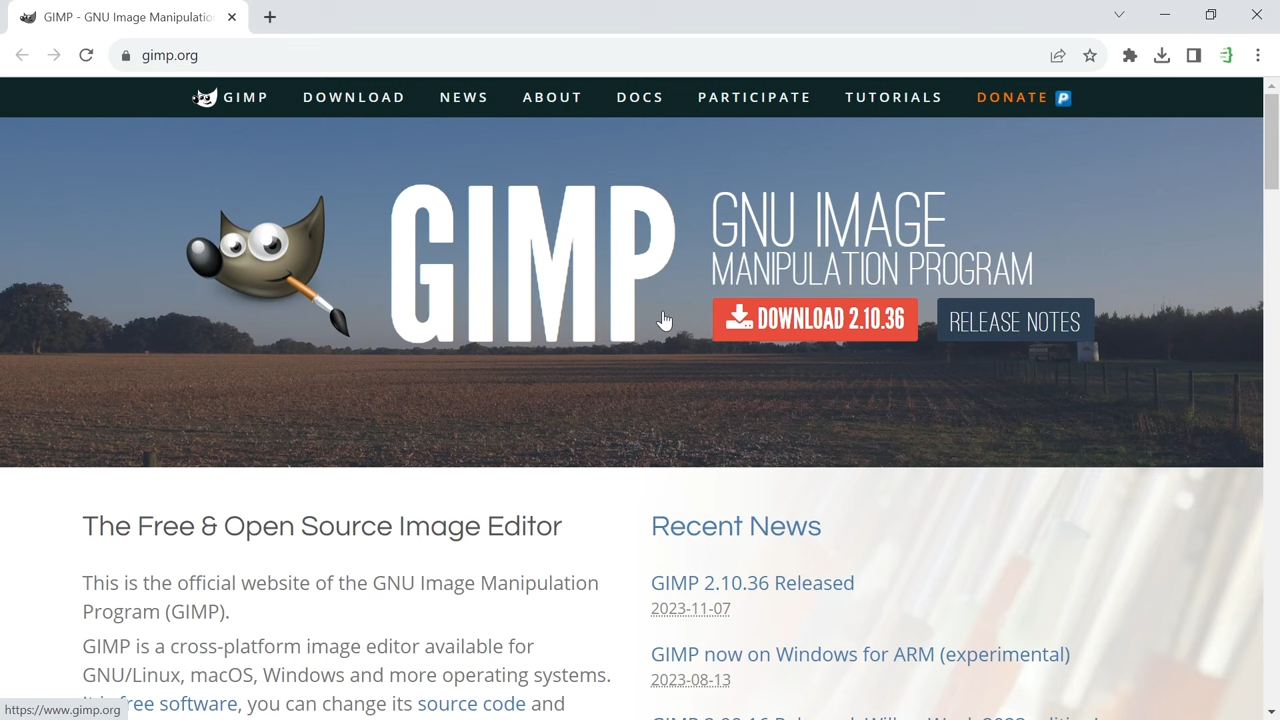 GIMP - GNU Image Manipulatio
gimp.org
GIMP DOWNLOAD NEWS ABOUT DOCS PARTICIPATE TUTORIALS DONATE
GIMP
GNU IMAGE
MANIPULATION PROGRAM
DOWNLOAD 2.10.36 RELEASE NOTES
The Free & Open Source Image Editor
This is the official website of the GNU Image Manipulation
Program (GIMP).
GIMP is a cross-platform image editor available for
GNU/Linux, macOS, Windows and more operating systems.
free software, you can change its source code and
Recent News
GIMP 2.10.36 Released
2023-11-07
GIMP now on Windows for ARM (experimental)
2023-08-13
https://www.gimp.org